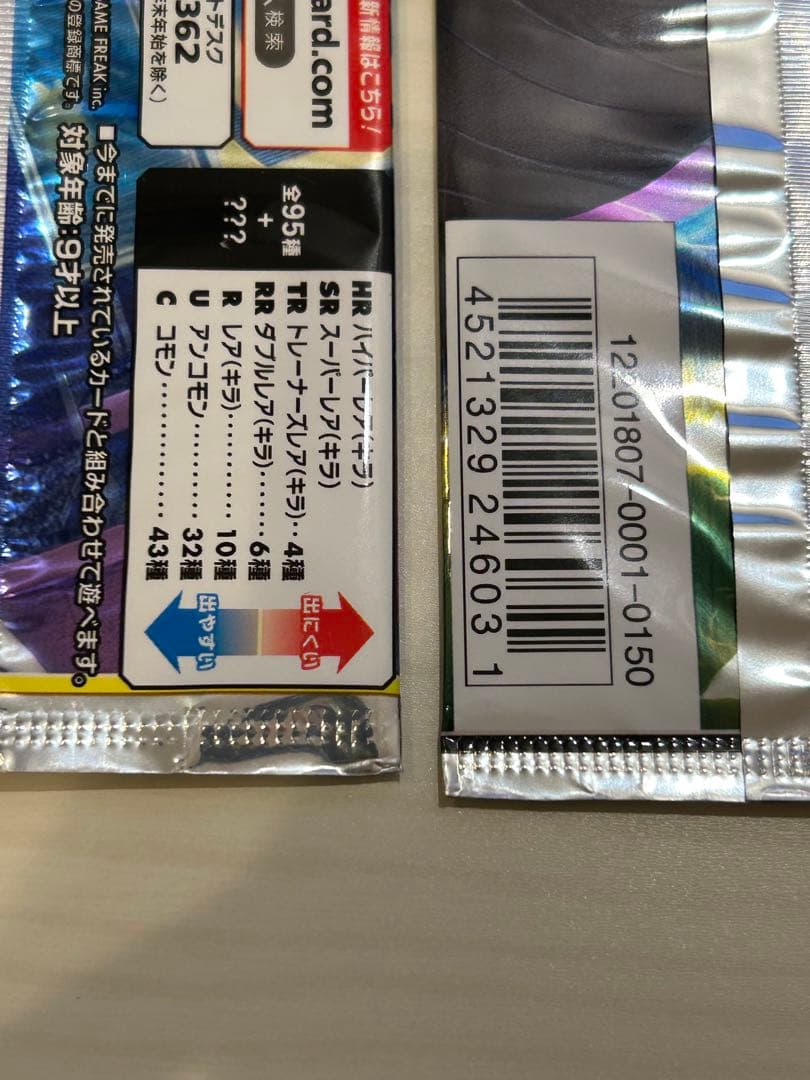 新情報はこちら!
ard.com
検索
トデスク
362
末年始を除く)
GAME FREAK inc.
の登録商標です。
全95種
+
???
HR ハイパーレア(キラ)
SR スーパーレア(キラ)
TR トレーナーズレア(キラ)‥4種
RR ダブルレア(キラ)‥‥‥6種
R レア(キラ)‥‥‥‥‥10種
U アンコモン‥‥‥‥‥32種
C コモン‥‥‥‥‥‥‥43種
出にくい
出やすい
■今までに発売されているカードと組み合わせて遊べます。
対象年齢:9才以上
12201807-0001-0150
4521329246031